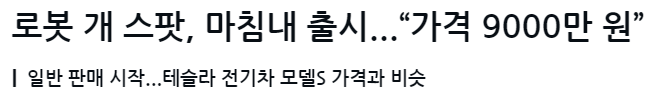 로봇 개 스팟, 마침내 출시…“가격 9000만 원”
| 일반 판매 시작…테슬라 전기차 모델S 가격과 비슷